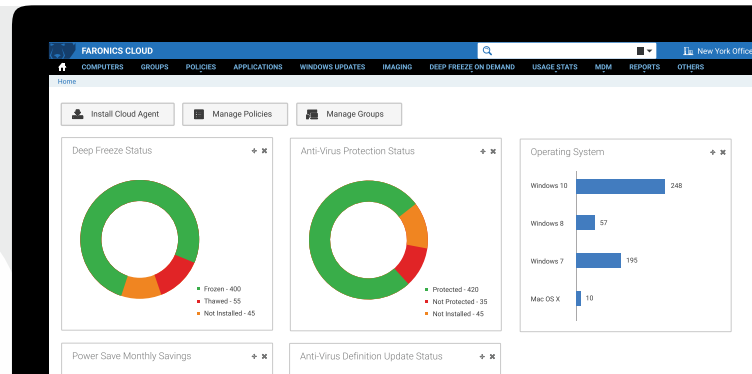 FARONICS CLOUD
New York Office
COMPUTERS GROUPS POLICIES APPLICATIONS WINDOWS UPDATES IMAGING DEEP FREEZE ON DEMAND USAGE STATS MDM REPORTS OTHERS
Home
Install Cloud Agent Manage Policies Manage Groups
Deep Freeze Status
Frozen - 400
Thawed - 55
Not Installed - 45
Anti-Virus Protection Status
Protected - 420
Not Protected - 35
Not Installed - 45
Operating System
Windows 10 248
Windows 8 57
Windows 7 195
Mac OS X 10
Power Save Monthly Savings
Anti-Virus Definition Update Status